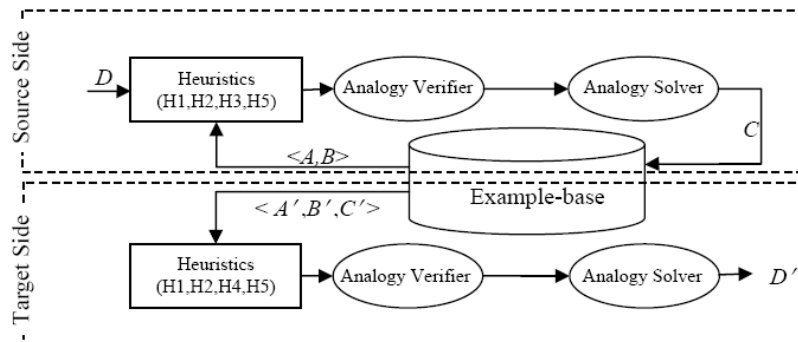 Source Side
D
Heuristics
(H1,H2,H3,H5)
Analogy Verifier
Analogy Solver
C
<A,B>
Example-base
Target Side
< A′,B′,C′>
Heuristics
(H1,H2,H4,H5)
Analogy Verifier
Analogy Solver
D′